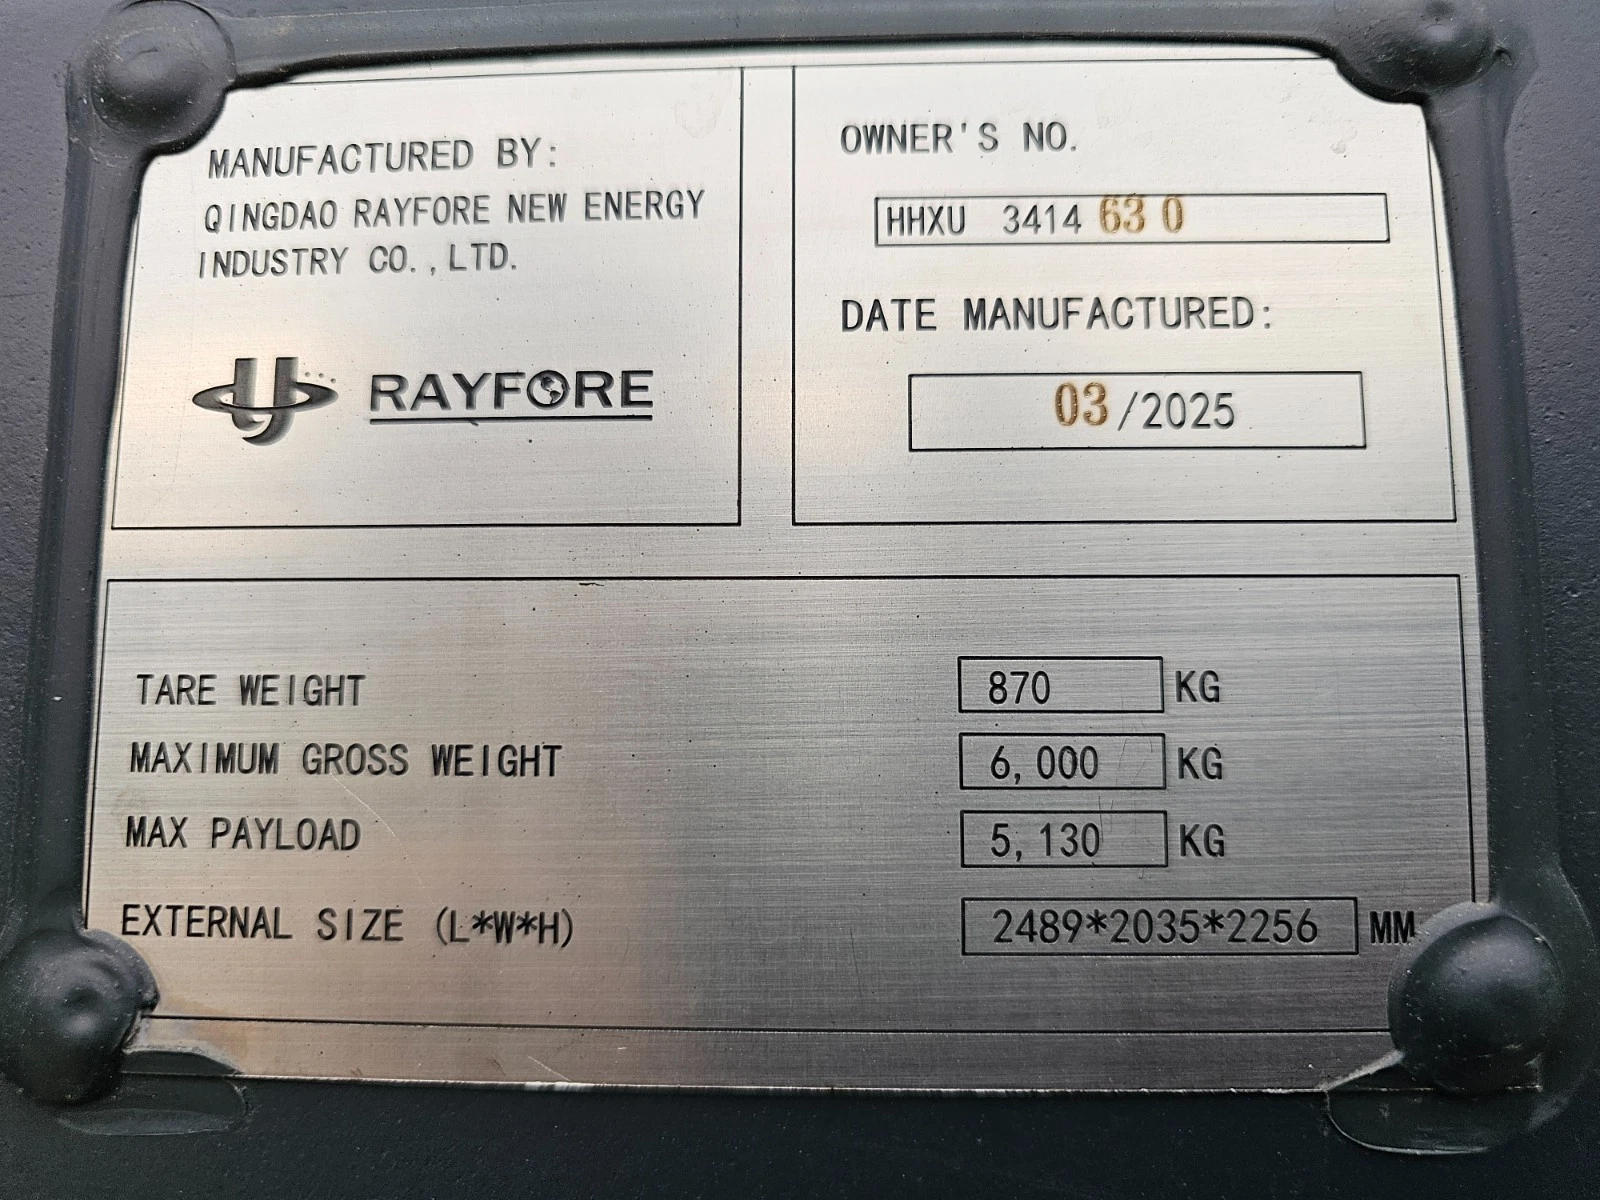 MANUFACTURED BY:
QINGDAO RAYFORE NEW ENERGY
INDUSTRY CO.,LTD.
RAYFORE
OWNER'S NO.
HHXU 3414 63 0
DATE MANUFACTURED:
03/2025
TARE WEIGHT 870 KG
MAXIMUM GROSS WEIGHT 6,000 KG
MAX PAYLOAD 5,130 KG
EXTERNAL SIZE (L*W*H) 2489*2035*2256 MM